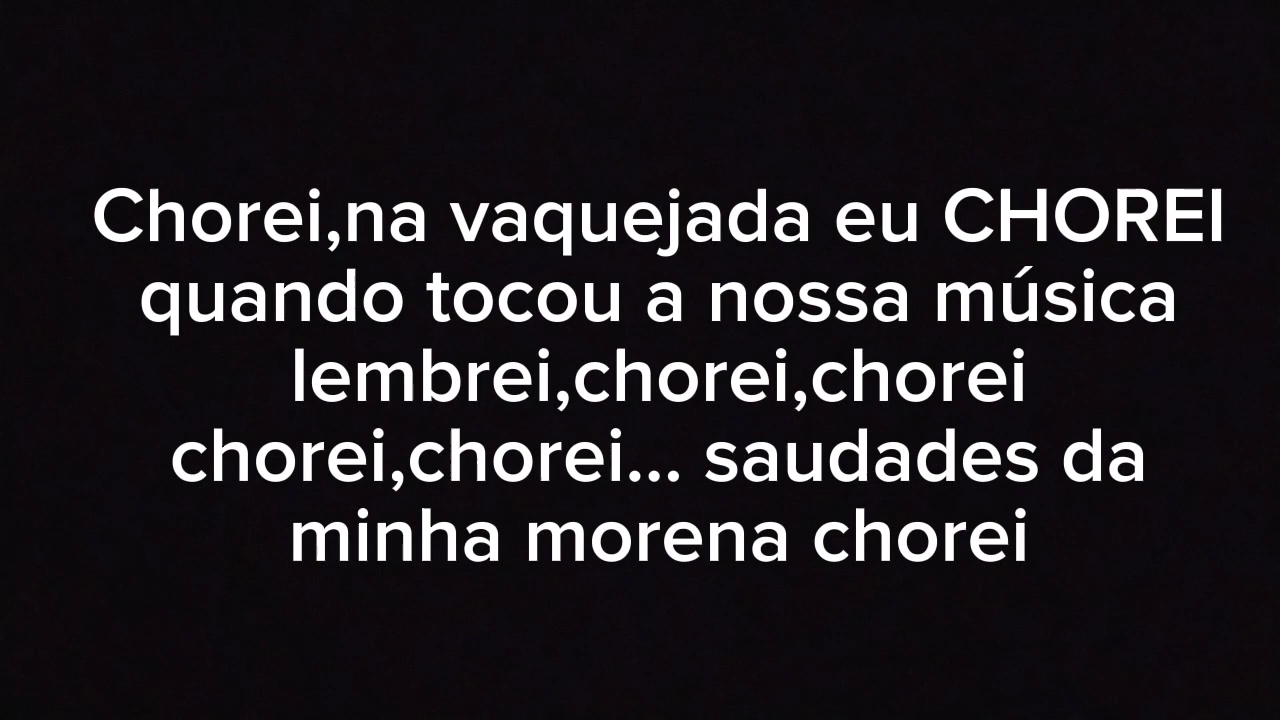 Chorei,na vaquejada eu CHOREI
quando tocou a nossa música
lembrei,chorei,chorei
chorei,chorei... saudades da
minha morena chorei